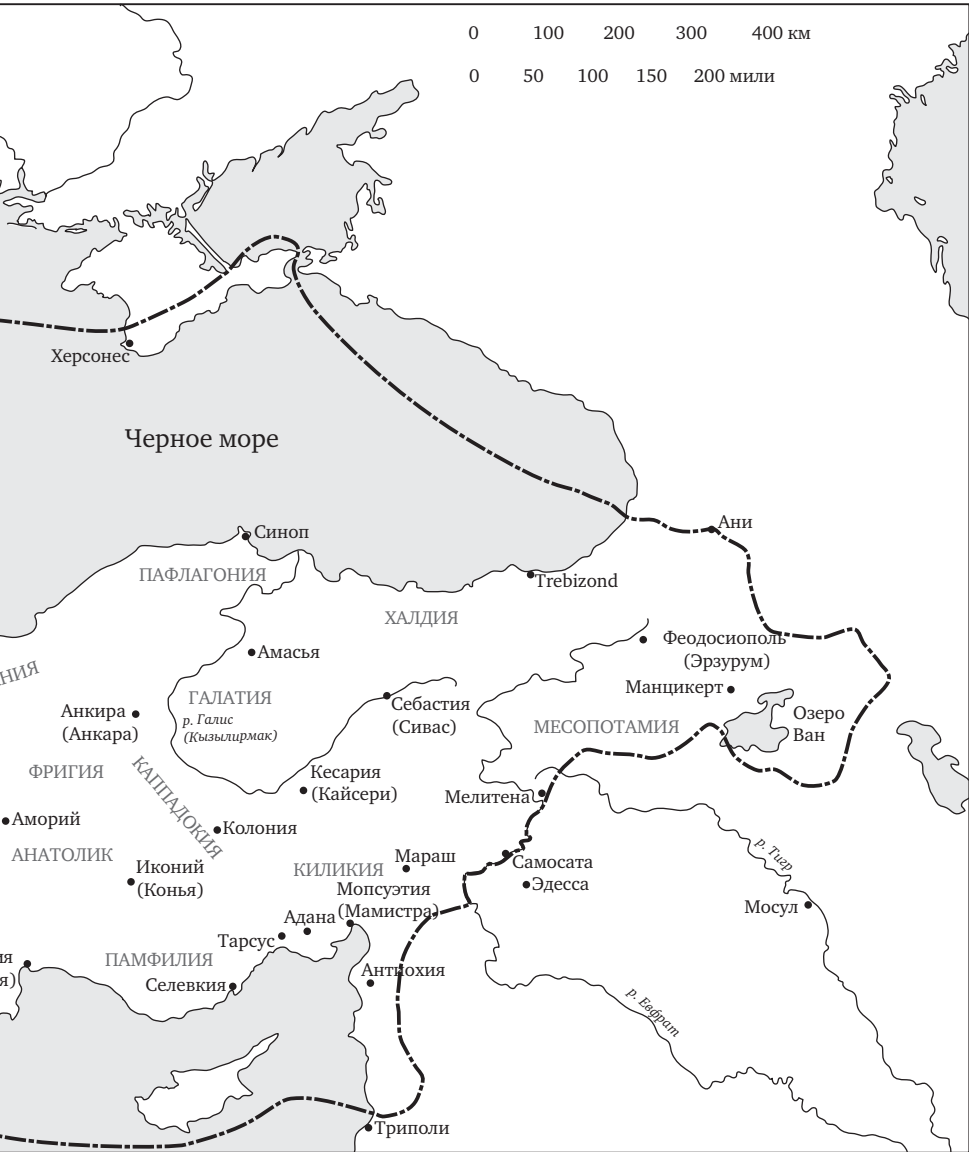 0 100 200 300 400 км
0 50 100 150 200 мили
Херсонес
Черное море
Ани
Синоп
ПАФЛАГОНИЯ
Trebizond
ХАЛДИЯ
Феодосиополь
(Эрзурум)
Амасья
НИЯ
Манцикерт
ГАЛАТИЯ
Себастия
(Сивас)
Анкира
(Анкара)
р. Галис
(Кызылирмак)
МЕСОПОТАМИЯ
Озеро
Ван
ФРИГИЯ
КАППАДОКИЯ
Кесария
(Кайсери)
Мелитена
Аморий
Колония
АНАТОЛИК
Иконий
(Конья)
КИЛИКИЯ
Мараш
Самосата
р. Тигр
Эдесса
Мопсуэтия
(Мамистра)
Мосул
Адана
Тарсус
ия
я)
ПАМФИЛИЯ
Антиохия
Селевкия
р. Евфрат
Триполи